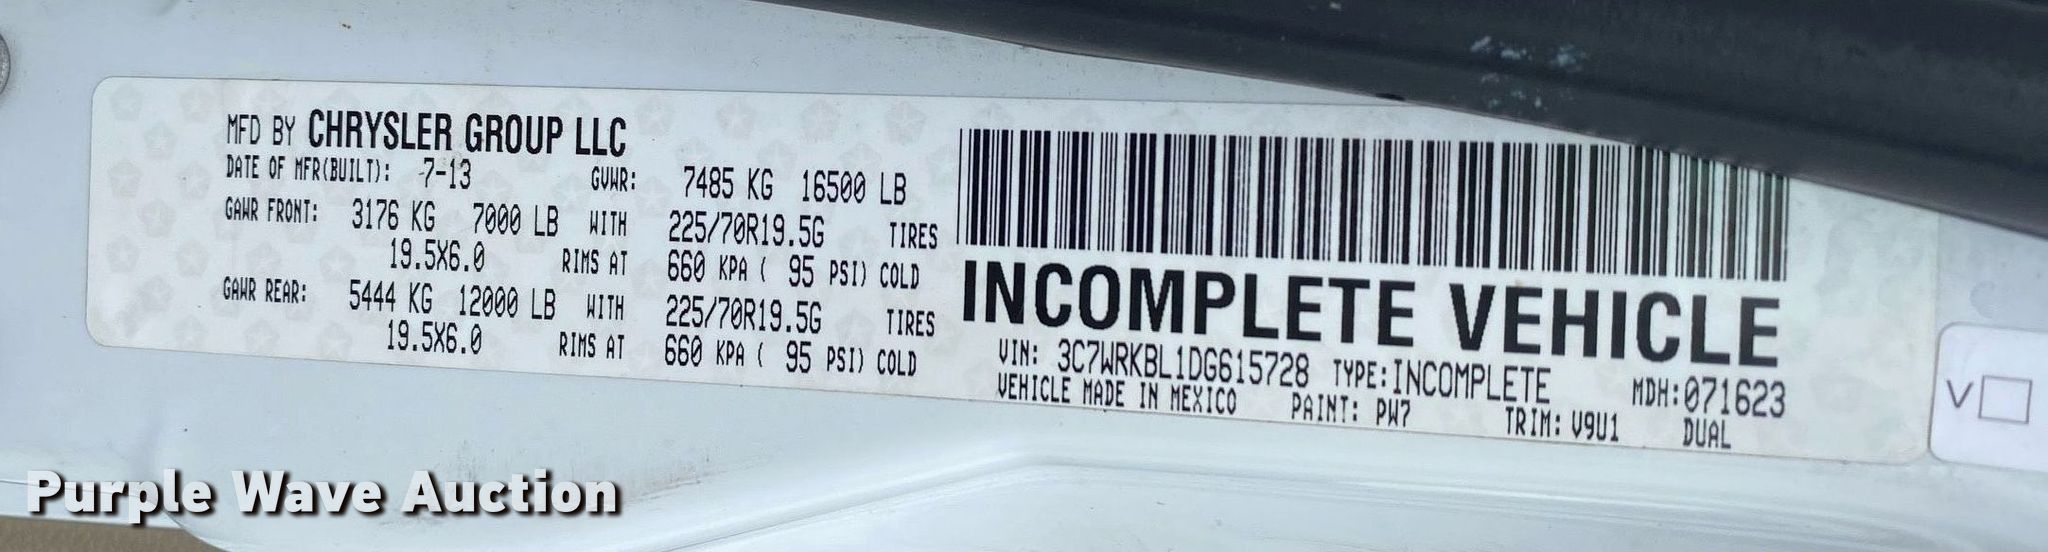 MFD BY CHRYSLER GROUP LLC
DATE OF MFR(BUILT): 7-13 GVWR: 7485 KG 16500 LB
GAWR FRONT: 3176 KG 7000 LB WITH 225/70R19.5G TIRES
19.5X6.0 RIMS AT 660 KPA ( 95 PSI) COLD
GAWR REAR: 5444 KG 12000 LB WITH 225/70R19.5G TIRES
19.5X6.0 RIMS AT 660 KPA ( 95 PSI) COLD
INCOMPLETE VEHICLE
VIN: 3C7WRKBL1DG615728 TYPE:INCOMPLETE MDH:071623
VEHICLE MADE IN MEXICO PAINT: PW7 TRIM: V9U1 DUAL
V
Purple Wave Auction